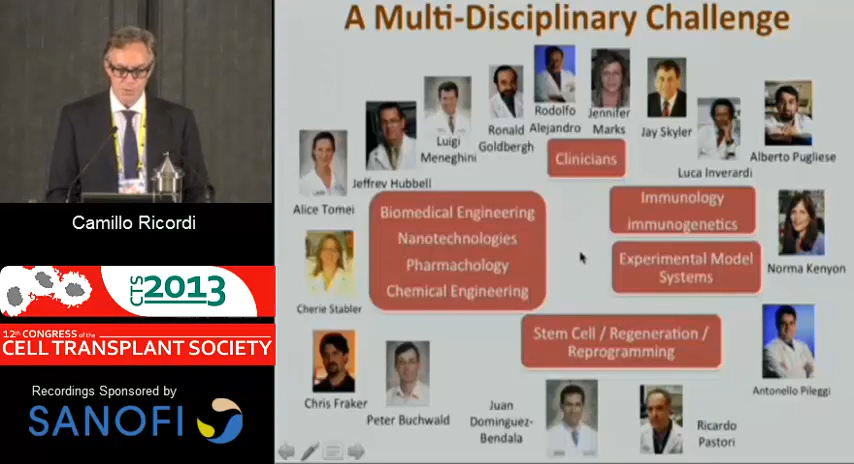 A Multi-Disciplinary Challenge
Camillo Ricordi
CTS
2013
12th CONGRESS of the
CELL TRANSPLANT SOCIETY
Recordings Sponsored by
SANOFI
Alice Tomei
Jeffrey Hubbell
Luigi
Meneghini
Ronald
Goldbergh
Rodolfo
Alejandro
Jennifer
Marks
Jay Skyler
Luca Inverardi
Alberto Pugliese
Clinicians
Biomedical Engineering
Nanotechnologies
Pharmachology
Chemical Engineering
Immunology
immunogenetics
Experimental Model
Systems
Norma Kenyon
Cherie Stabler
Stem Cell / Regeneration /
Reprogramming
Antonello Pileggi
Chris Fraker
Peter Buchwald
Juan
Dominguez-
Bendala
Ricardo
Pastori